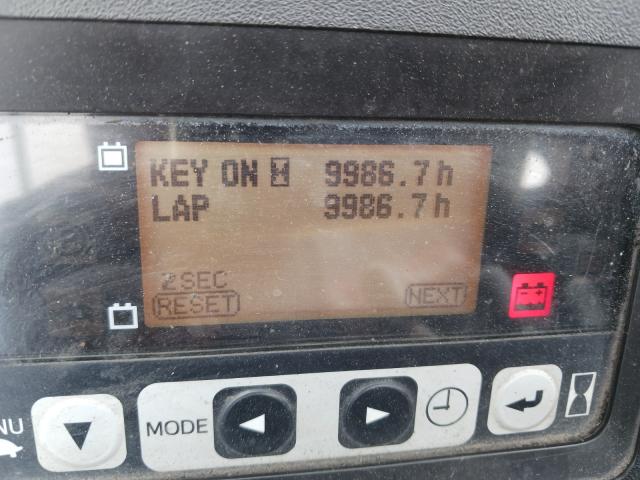 KEY ON 9986.7h
LAP 9986.7h
2SEC
(RESET)
(NEXT)
NU
MODE